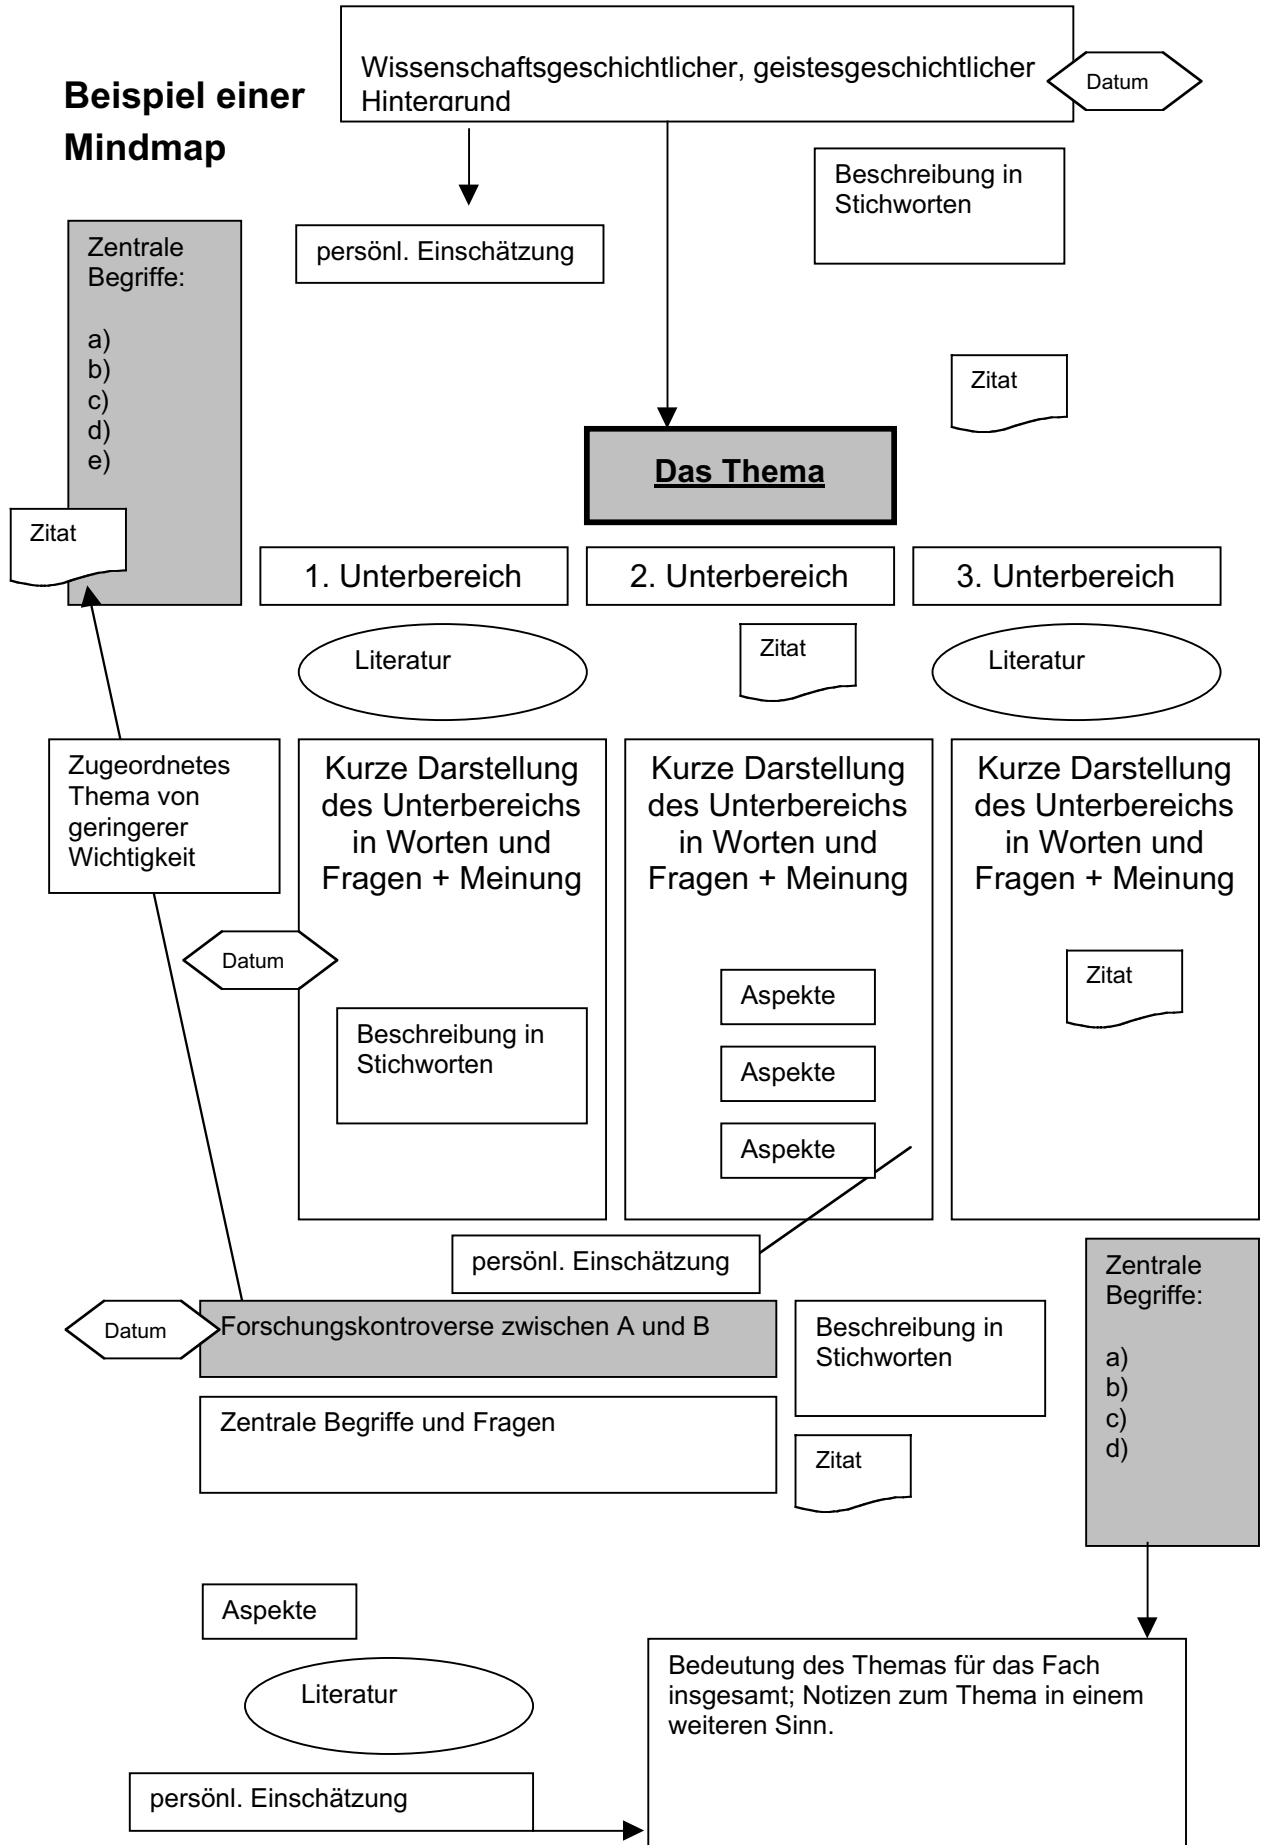 Beispiel einer
Mindmap
Wissenschaftsgeschichtlicher, geistesgeschichtlicher
Hintergrund
Datum
Beschreibung in
Stichworten
persönl. Einschätzung
Zentrale
Begriffe:
a)
b)
c)
d)
e)
Zitat
Zitat
Das Thema
1. Unterbereich
2. Unterbereich
3. Unterbereich
Literatur
Zitat
Literatur
Zugeordnetes
Thema von
geringerer
Wichtigkeit
Kurze Darstellung
des Unterbereichs
in Worten und
Fragen + Meinung
Datum
Beschreibung in
Stichworten
Kurze Darstellung
des Unterbereichs
in Worten und
Fragen + Meinung
Aspekte
Aspekte
Aspekte
Kurze Darstellung
des Unterbereichs
in Worten und
Fragen + Meinung
Zitat
persönl. Einschätzung
Datum
Forschungskontroverse zwischen A und B
Zentrale Begriffe und Fragen
Beschreibung in
Stichworten
Zitat
Zentrale
Begriffe:
a)
b)
c)
d)
Aspekte
Literatur
persönl. Einschätzung
Bedeutung des Themas für das Fach
insgesamt; Notizen zum Thema in einem
weiteren Sinn.